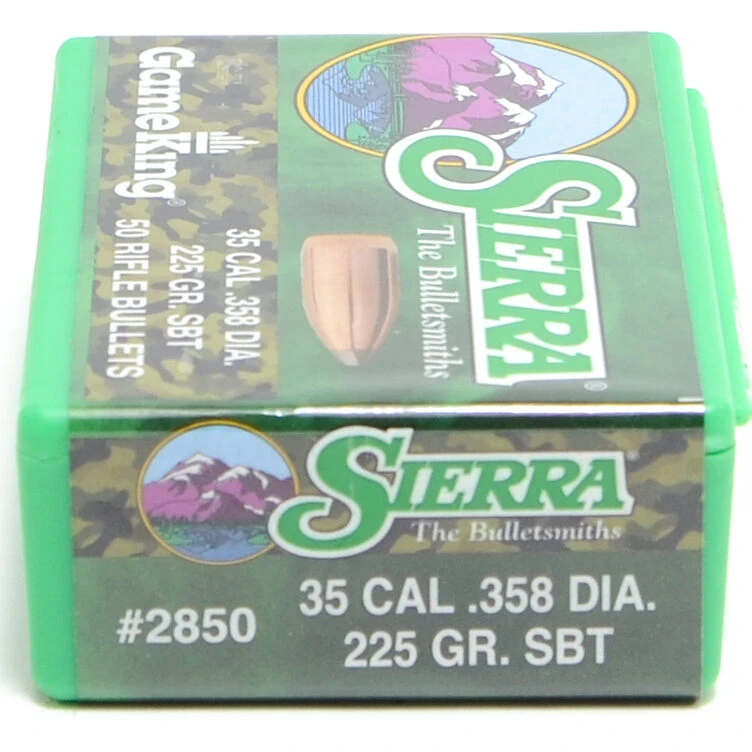 SIERRA®
The Bulletsmiths
GameKing®
35 CAL .358 DIA.
225 GR. SBT
50 RIFLE BULLETS
SIERRA®
The Bulletsmiths
#2850
35 CAL .358 DIA.
225 GR. SBT